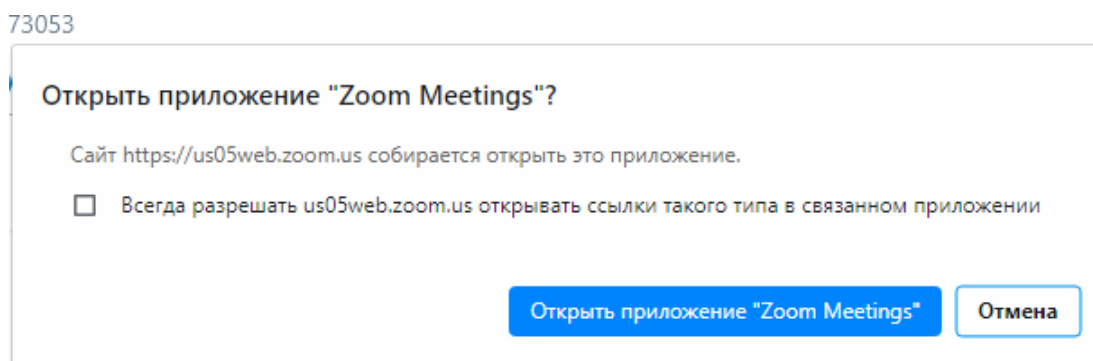 73053
Открыть приложение "Zoom Meetings"?
Сайт https://us05web.zoom.us собирается открыть это приложение.
Всегда разрешать us05web.zoom.us открывать ссылки такого типа в связанном приложении
Открыть приложение "Zoom Meetings" Отмена